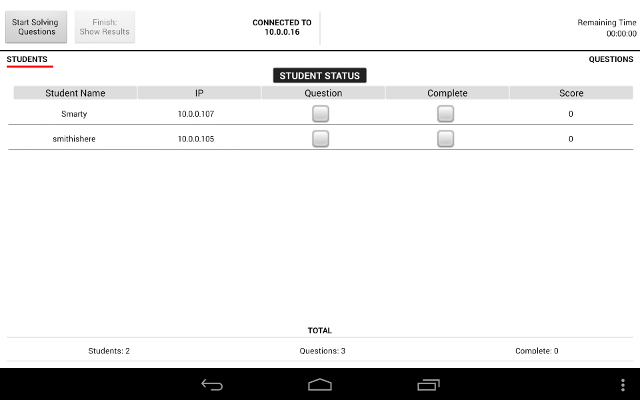 Start Solving
Questions
Finish:
Show Results
CONNECTED TO
10.0.0.16
Remaining Time
00:00:00
STUDENTS
QUESTIONS
STUDENT STATUS
Student Name IP Question Complete Score
Smarty 10.0.0.107 0
smithishere 10.0.0.105 0
TOTAL
Students: 2 Questions: 3 Complete: 0